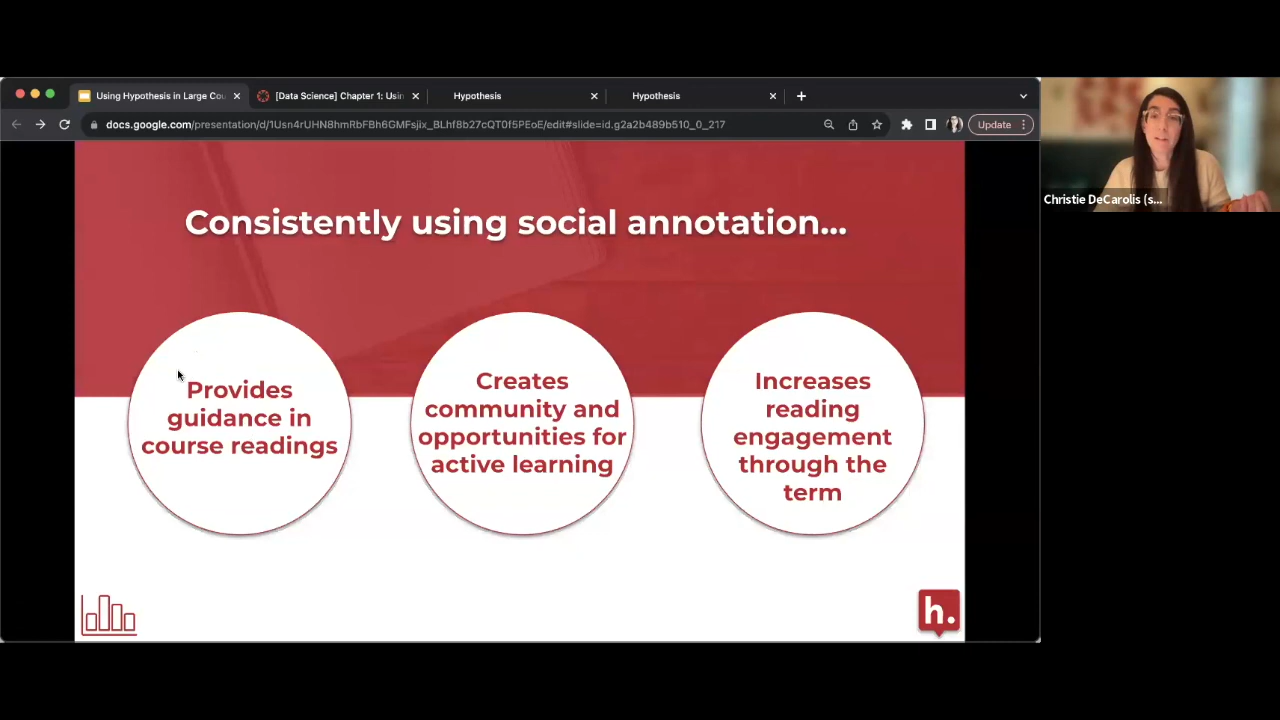 Using Hypothesis in Large Cou
[Data Science] Chapter 1: Usin
Hypothesis
Hypothesis
docs.google.com/presentation/d/1Usn4rUHN8hmRbFBh6GMFsjix_BLhf8b27cQT0f5PEoE/edit#slide=id.g2a2b489b510_0_217
Update
Christie DeCarolis (s...
Consistently using social annotation...
Provides
guidance in
course readings
Creates
community and
opportunities for
active learning
Increases
reading
engagement
through the
term
h.